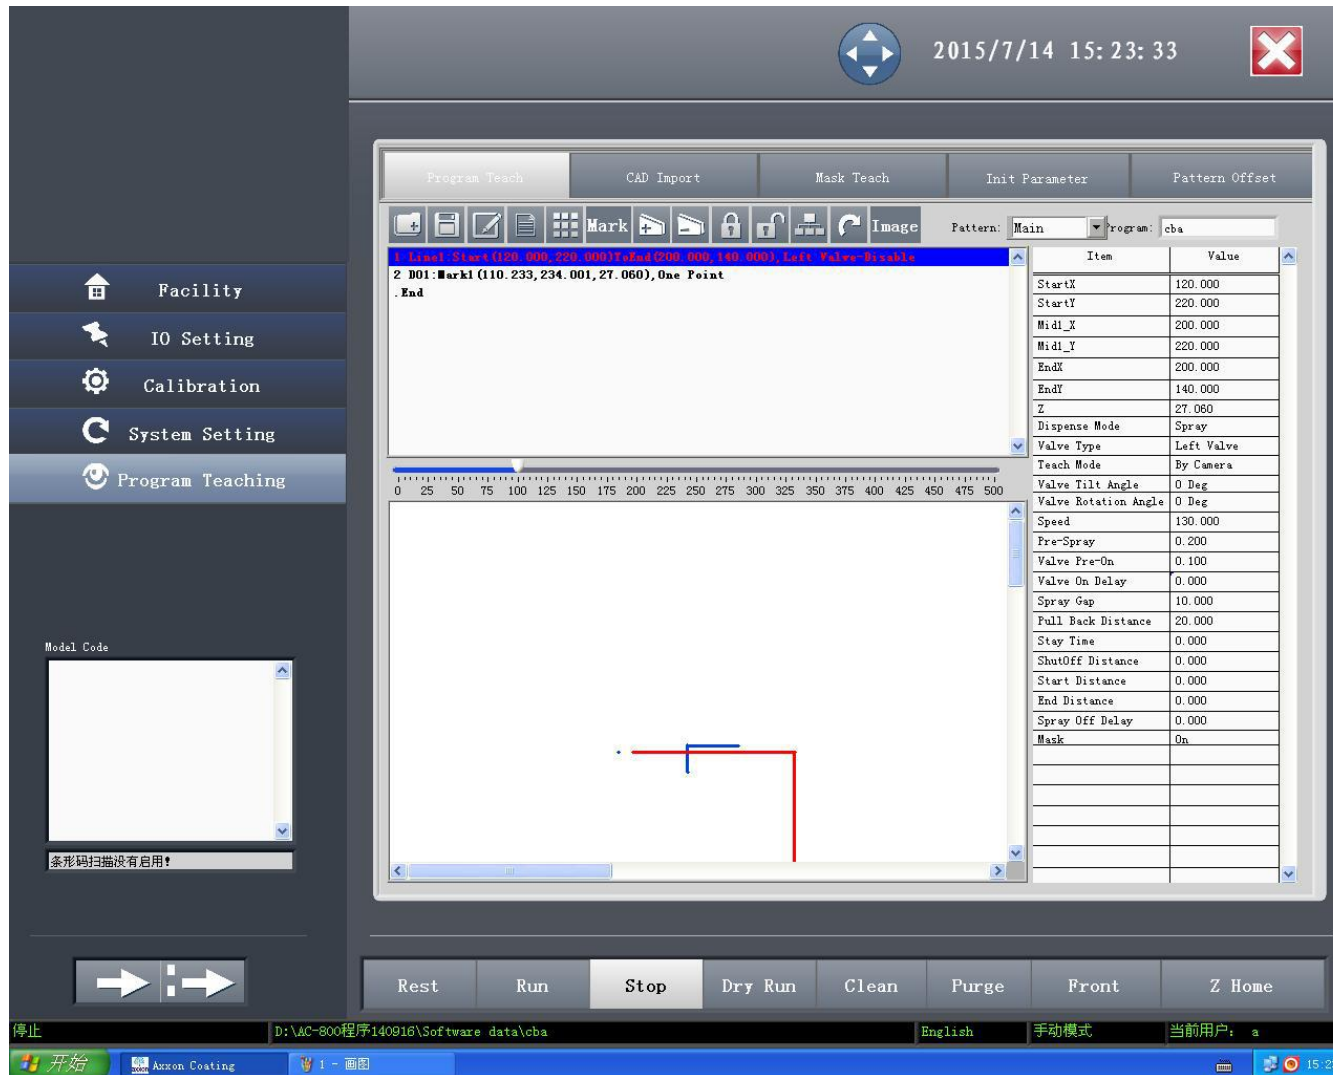 2015/7/14 15:23:33
Program Teach
CAD Import
Mask Teach
Init Parameter
Pattern Offset
Mark
Image
Pattern: Main
Program: cba
1 Line1:Start(120.000,220.000)ToEnd(200.000,140.000),Left Valve-Disable
2 DO1:Mark1(110.233,234.001,27.060),One Point
.End
Item Value
StartX 120.000
StartY 220.000
Mid1_X 200.000
Mid1_Y 220.000
EndX 200.000
EndY 140.000
Z 27.060
Dispense Mode Spray
Valve Type Left Valve
Teach Mode By Camera
Valve Tilt Angle 0 Deg
Valve Rotation Angle 0 Deg
Speed 130.000
Pre-Spray 0.200
Valve Pre-On 0.100
Valve On Delay 0.000
Spray Gap 10.000
Pull Back Distance 20.000
Stay Time 0.000
ShutOff Distance 0.000
Start Distance 0.000
End Distance 0.000
Spray Off Delay 0.000
Mask On
0 25 50 75 100 125 150 175 200 225 250 275 300 325 350 375 400 425 450 475 500
Facility
IO Setting
Calibration
System Setting
Program Teaching
Model Code
条形码扫描没有启用!
Rest
Run
Stop
Dry Run
Clean
Purge
Front
Z Home
停止
D:\AC-800程序140916\Software data\cba
English
手动模式
当前用户: a
开始
Axxon Coating
1 - 画图
15:2